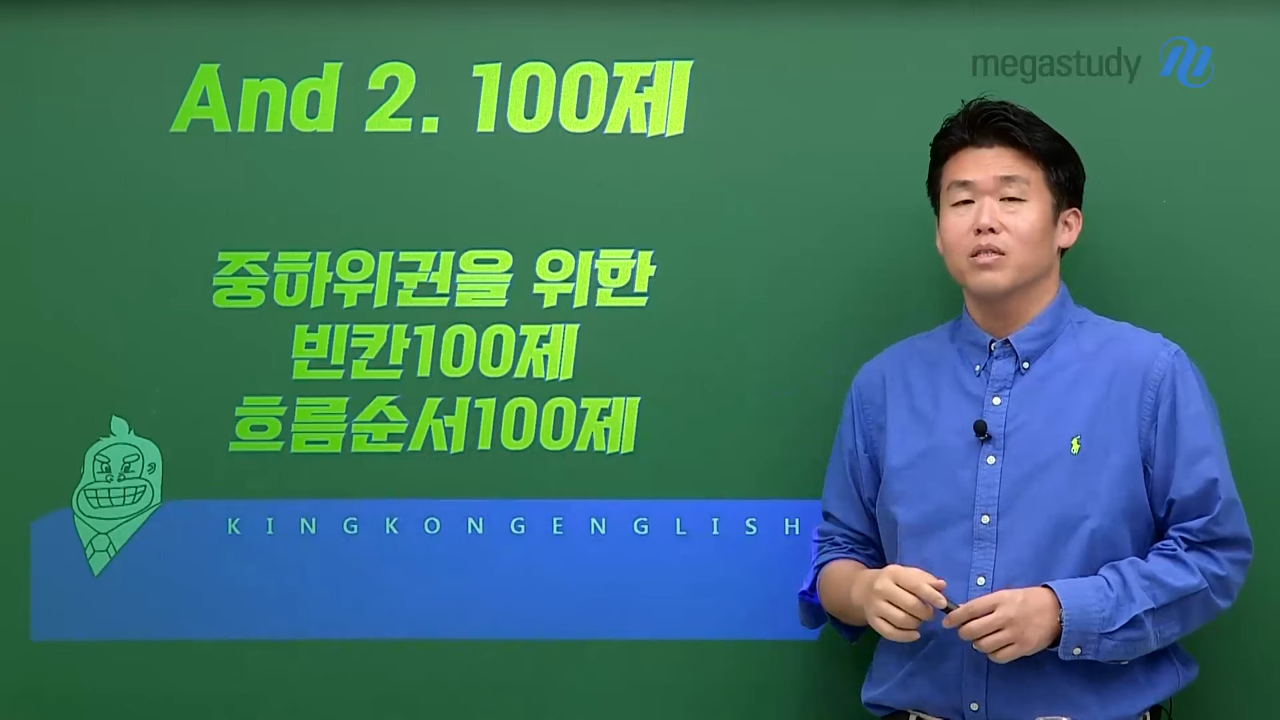 megastudy
And 2. 100제
중하위권을 위한
빈칸100제
흐름순서100제
KINGKONGENGLISH